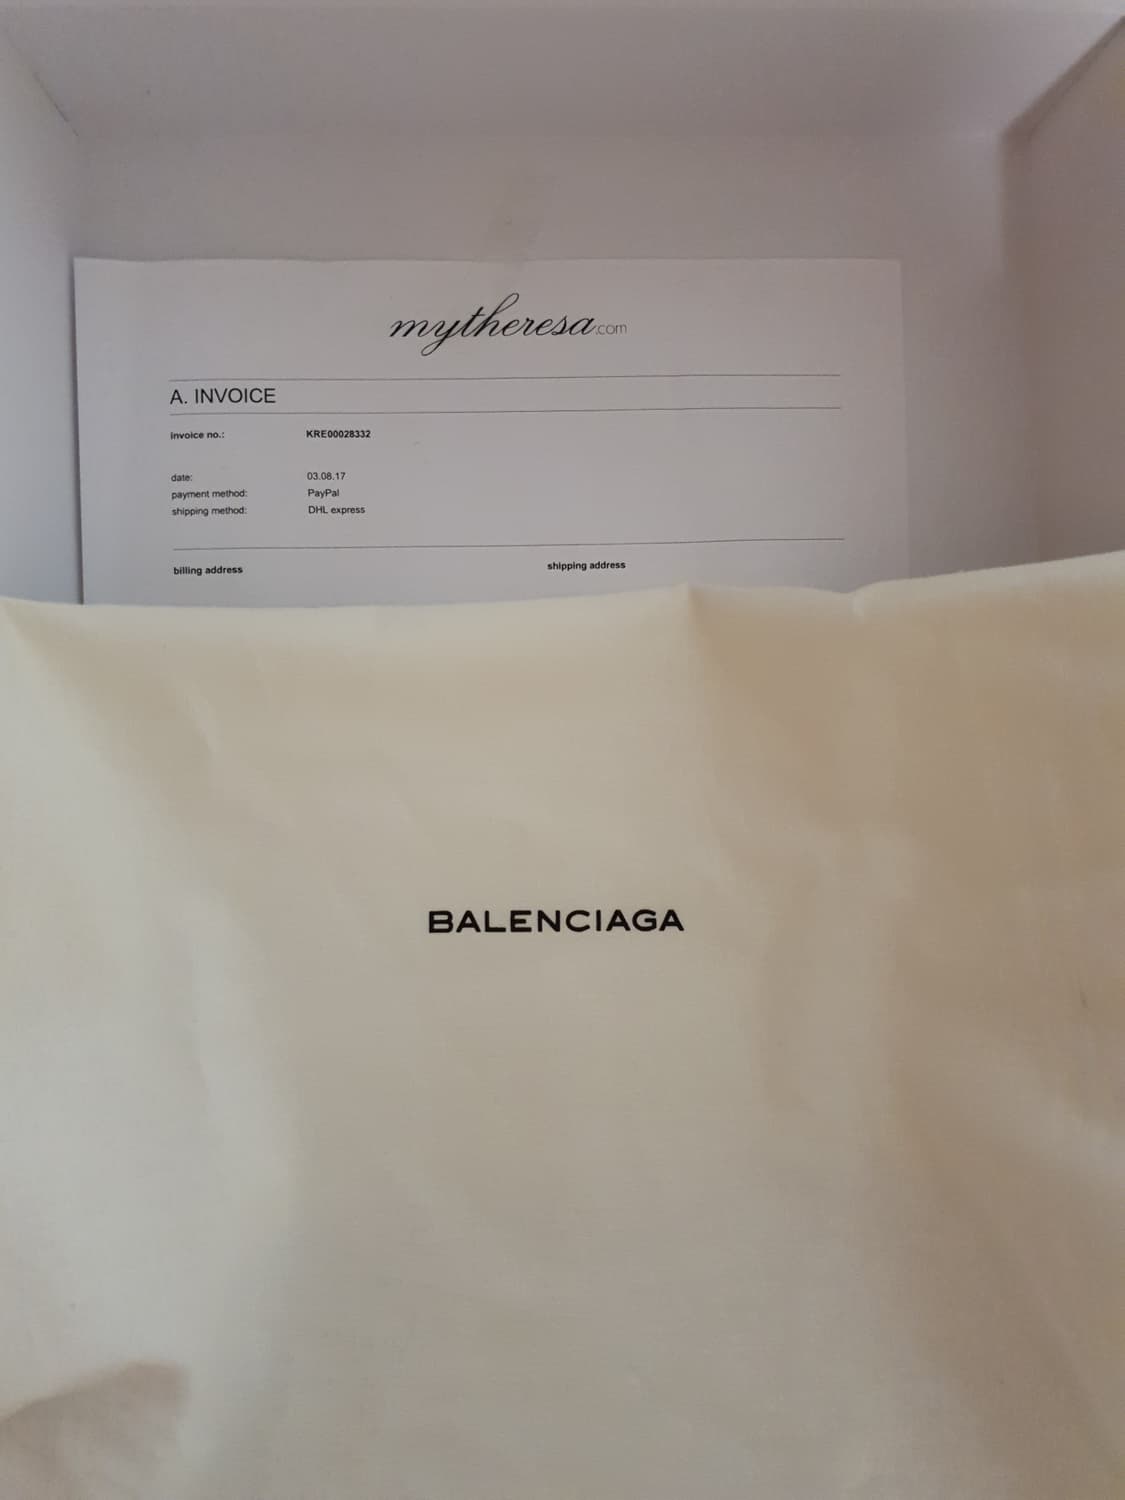 mytheresa.com
A. INVOICE
invoice no.: KRE00028332
date: 03.08.17
payment method: PayPal
shipping method: DHL express
billing address shipping address
BALENCIAGA